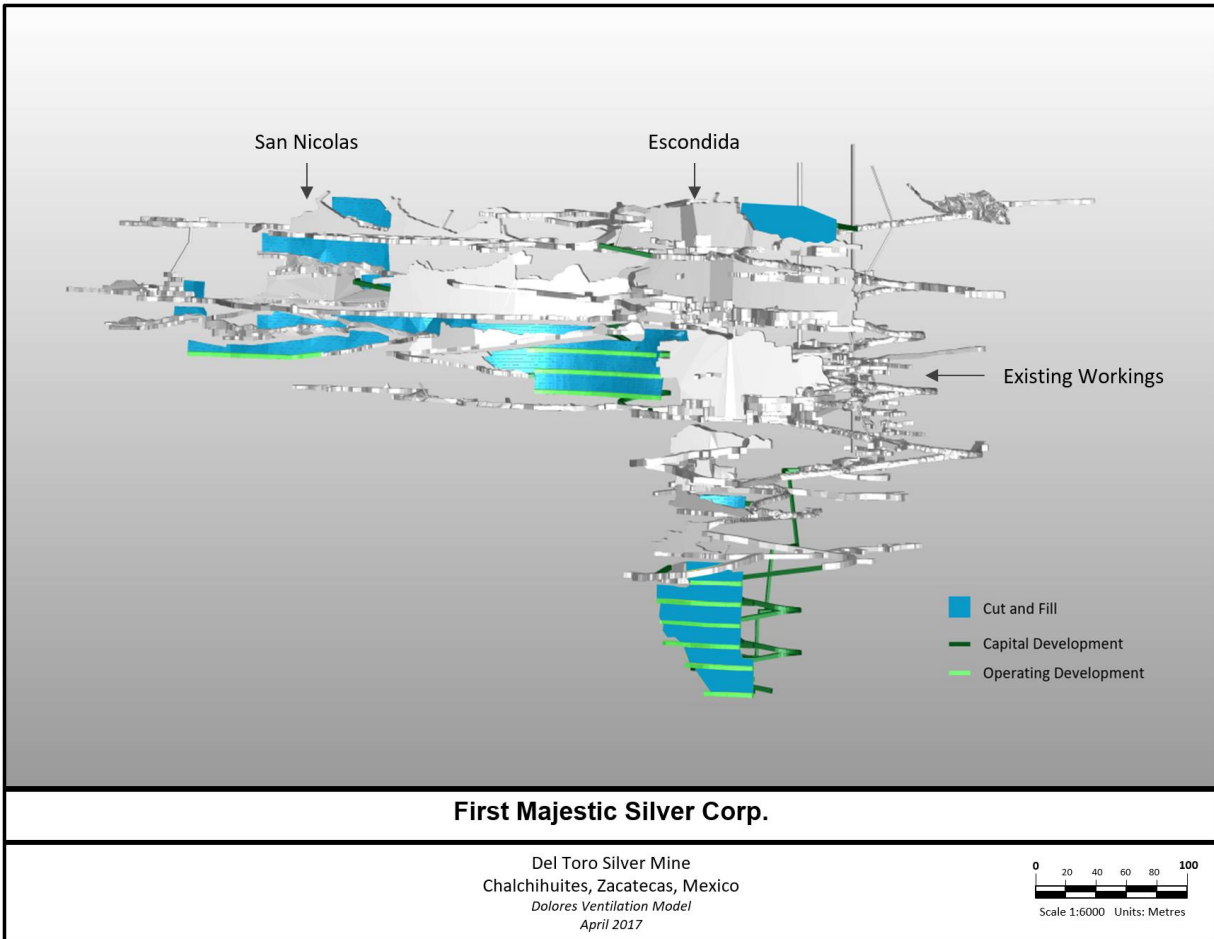 San Nicolas
Escondida
Existing Workings
Cut and Fill
Capital Development
Operating Development
First Majestic Silver Corp.
Del Toro Silver Mine
Chalchihuites, Zacatecas, Mexico
Dolores Ventilation Model
April 2017
0 20 40 60 80 100
Scale 1:6000 Units: Metres